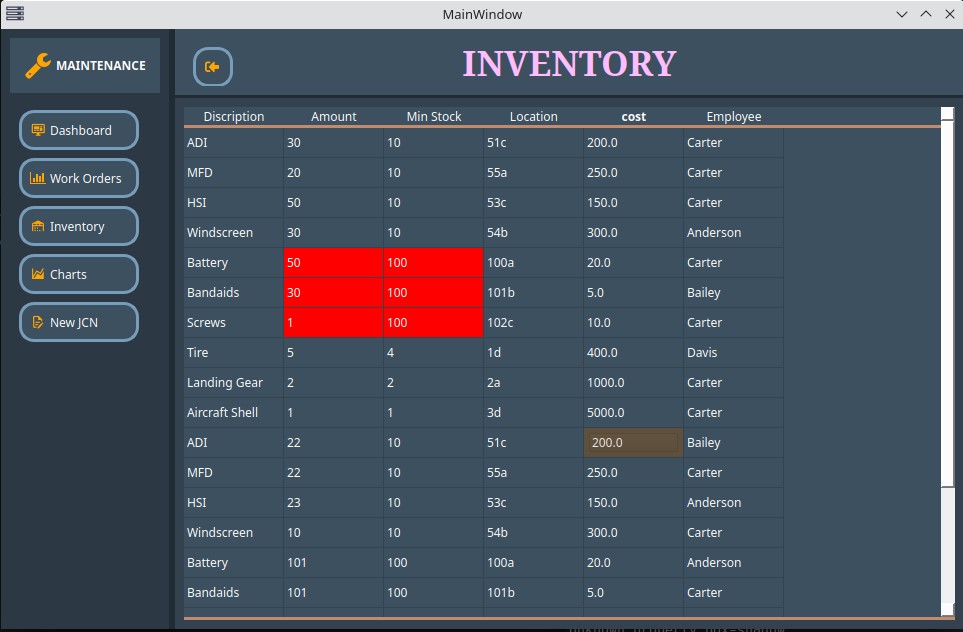 MainWindow
MAINTENANCE
INVENTORY
Dashboard
Work Orders
Inventory
Charts
New JCN
Discription Amount Min Stock Location cost Employee
ADI 30 10 51c 200.0 Carter
MFD 20 10 55a 250.0 Carter
HSI 50 10 53c 150.0 Carter
Windscreen 30 10 54b 300.0 Anderson
Battery 50 100 100a 20.0 Carter
Bandaids 30 100 101b 5.0 Bailey
Screws 1 100 102c 10.0 Carter
Tire 5 4 1d 400.0 Davis
Landing Gear 2 2 2a 1000.0 Carter
Aircraft Shell 1 1 3d 5000.0 Carter
ADI 22 10 51c 200.0 Bailey
MFD 22 10 55a 250.0 Carter
HSI 23 10 53c 150.0 Anderson
Windscreen 10 10 54b 300.0 Carter
Battery 101 100 100a 20.0 Anderson
Bandaids 101 100 101b 5.0 Carter